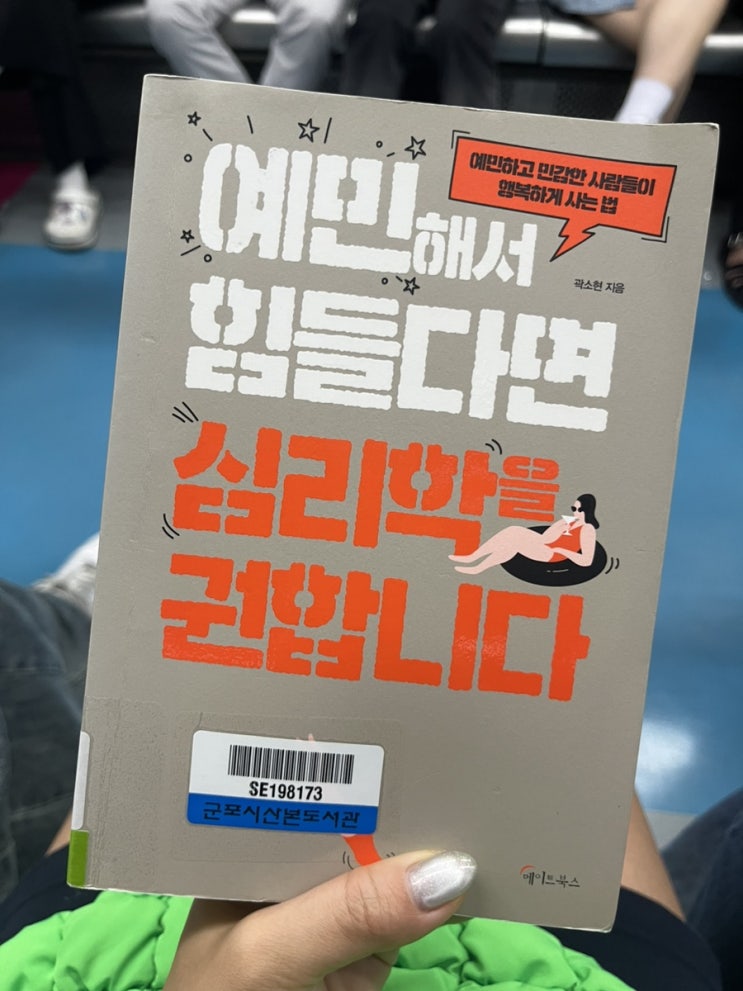 예민하고 민감한 사람들이
행복하게 사는 법
예민해서
곽소현 지음
힘들다면
심리학을
권합니다
SE198173
군포시산본도서관
메이트북스